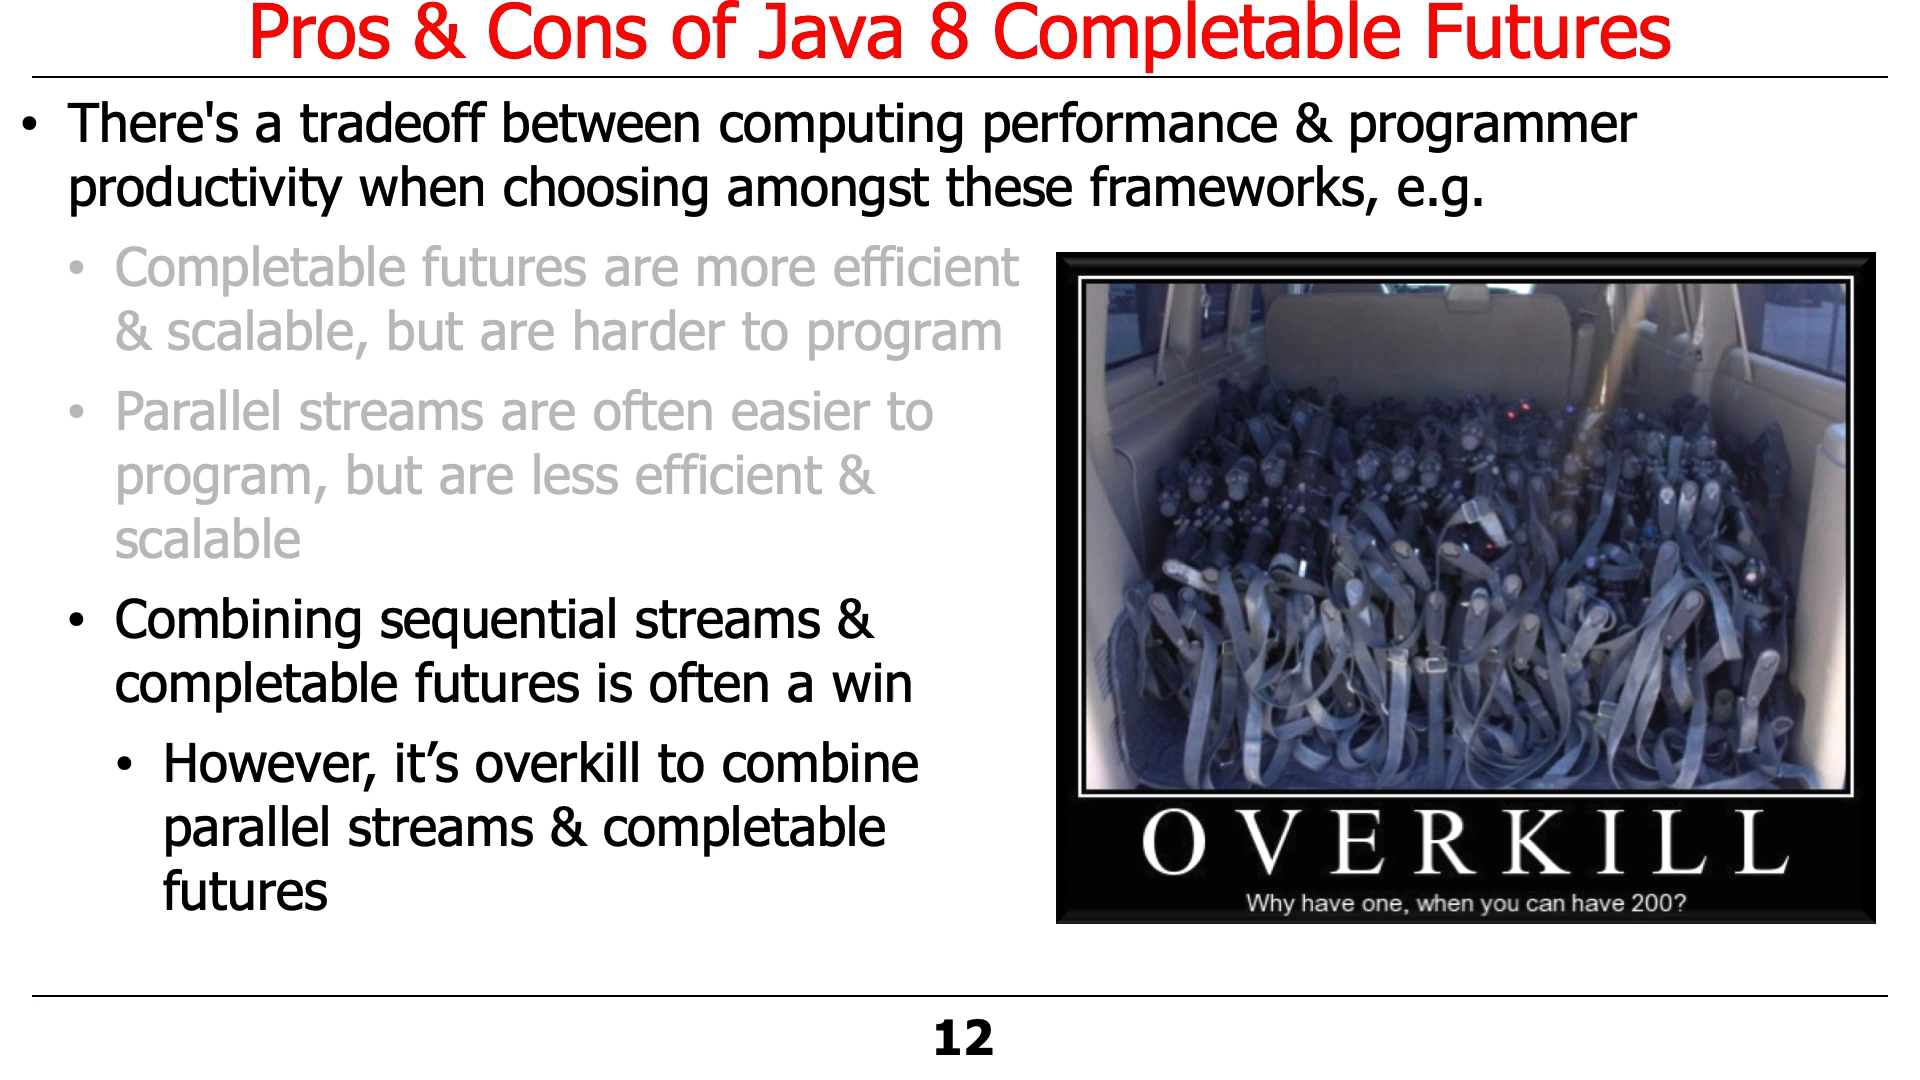 Pros & Cons of Java 8 Completable Futures
• There's a tradeoff between computing performance & programmer
productivity when choosing amongst these frameworks, e.g.
• Completable futures are more efficient
& scalable, but are harder to program
• Parallel streams are often easier to
program, but are less efficient &
scalable
• Combining sequential streams &
completable futures is often a win
• However, it’s overkill to combine
parallel streams & completable
futures
OVERKILL
Why have one, when you can have 200?
12